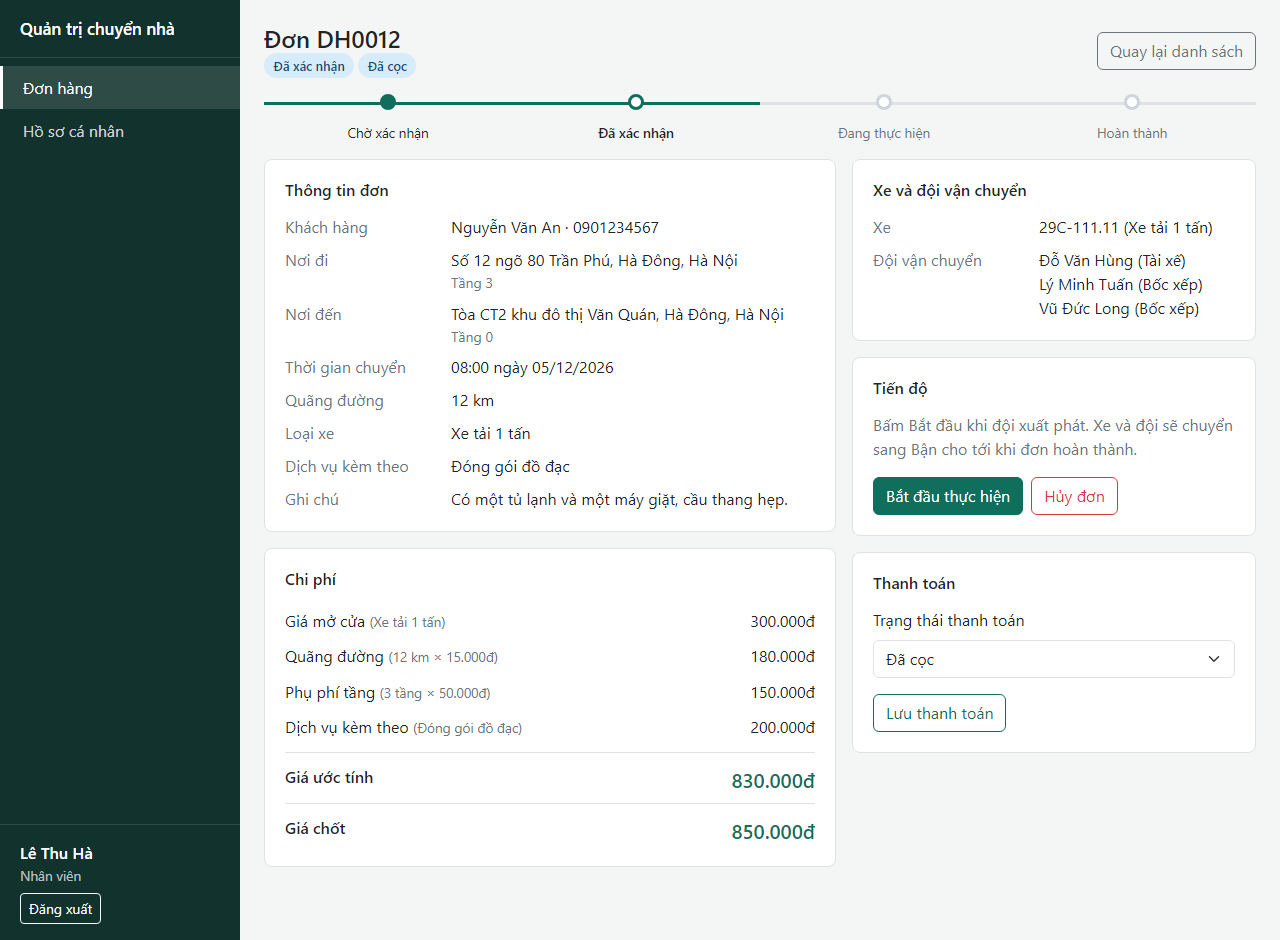 Quản trị chuyển nhà
Đơn hàng
Hồ sơ cá nhân
Lê Thu Hà
Nhân viên
Đăng xuất
Đơn DH0012
Đã xác nhận Đã cọc
Quay lại danh sách
Chờ xác nhận Đã xác nhận Đang thực hiện Hoàn thành
Thông tin đơn
Khách hàng Nguyễn Văn An · 0901234567
Nơi đi Số 12 ngõ 80 Trần Phú, Hà Đông, Hà Nội
Tầng 3
Nơi đến Tòa CT2 khu đô thị Văn Quán, Hà Đông, Hà Nội
Tầng 0
Thời gian chuyển 08:00 ngày 05/12/2026
Quãng đường 12 km
Loại xe Xe tải 1 tấn
Dịch vụ kèm theo Đóng gói đồ đạc
Ghi chú Có một tủ lạnh và một máy giặt, cầu thang hẹp.
Chi phí
Giá mở cửa (Xe tải 1 tấn) 300.000đ
Quãng đường (12 km × 15.000đ) 180.000đ
Phụ phí tầng (3 tầng × 50.000đ) 150.000đ
Dịch vụ kèm theo (Đóng gói đồ đạc) 200.000đ
Giá ước tính 830.000đ
Giá chốt 850.000đ
Xe và đội vận chuyển
Xe 29C-111.11 (Xe tải 1 tấn)
Đội vận chuyển Đỗ Văn Hùng (Tài xế)
Lý Minh Tuấn (Bốc xếp)
Vũ Đức Long (Bốc xếp)
Tiến độ
Bấm Bắt đầu khi đội xuất phát. Xe và đội sẽ chuyển
sang Bận cho tới khi đơn hoàn thành.
Bắt đầu thực hiện Hủy đơn
Thanh toán
Trạng thái thanh toán
Đã cọc
Lưu thanh toán